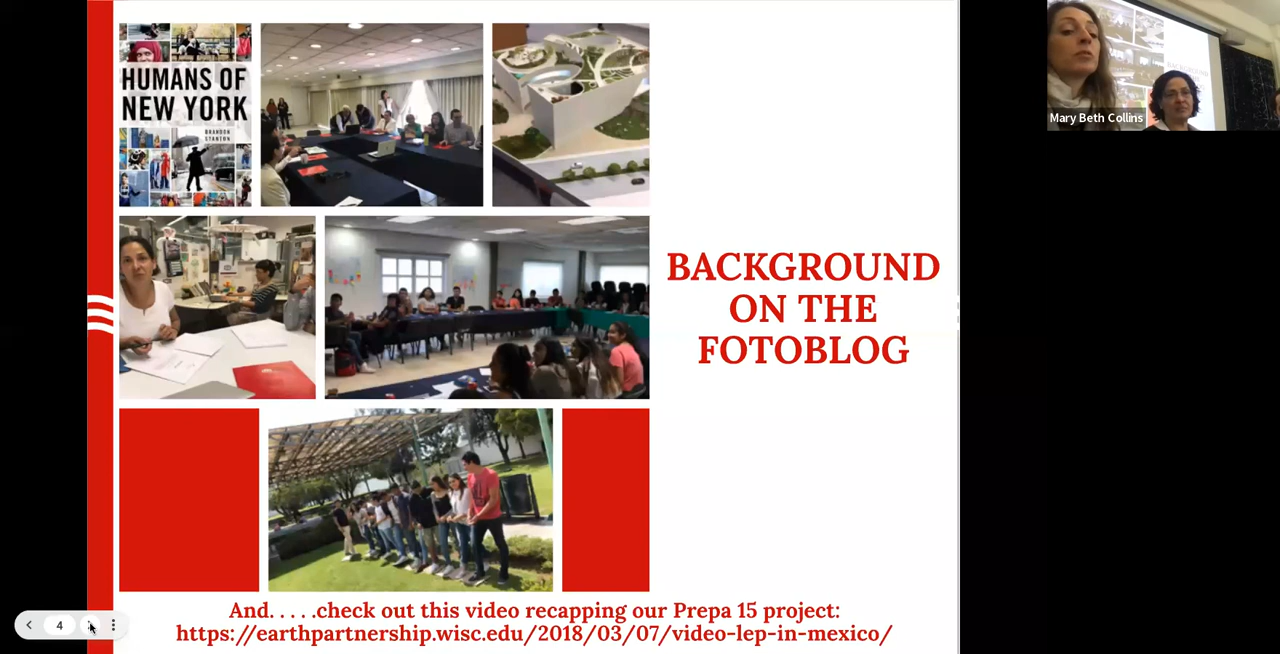 HUMANS OF
NEW YORK
BRANDON
STANTON
BACKGROUND
ON THE
FOTOBLOG
And. . . . .check out this video recapping our Prepa 15 project:
https://earthpartnership.wisc.edu/2018/03/07/video-lep-in-mexico/
Mary Beth Collins
4